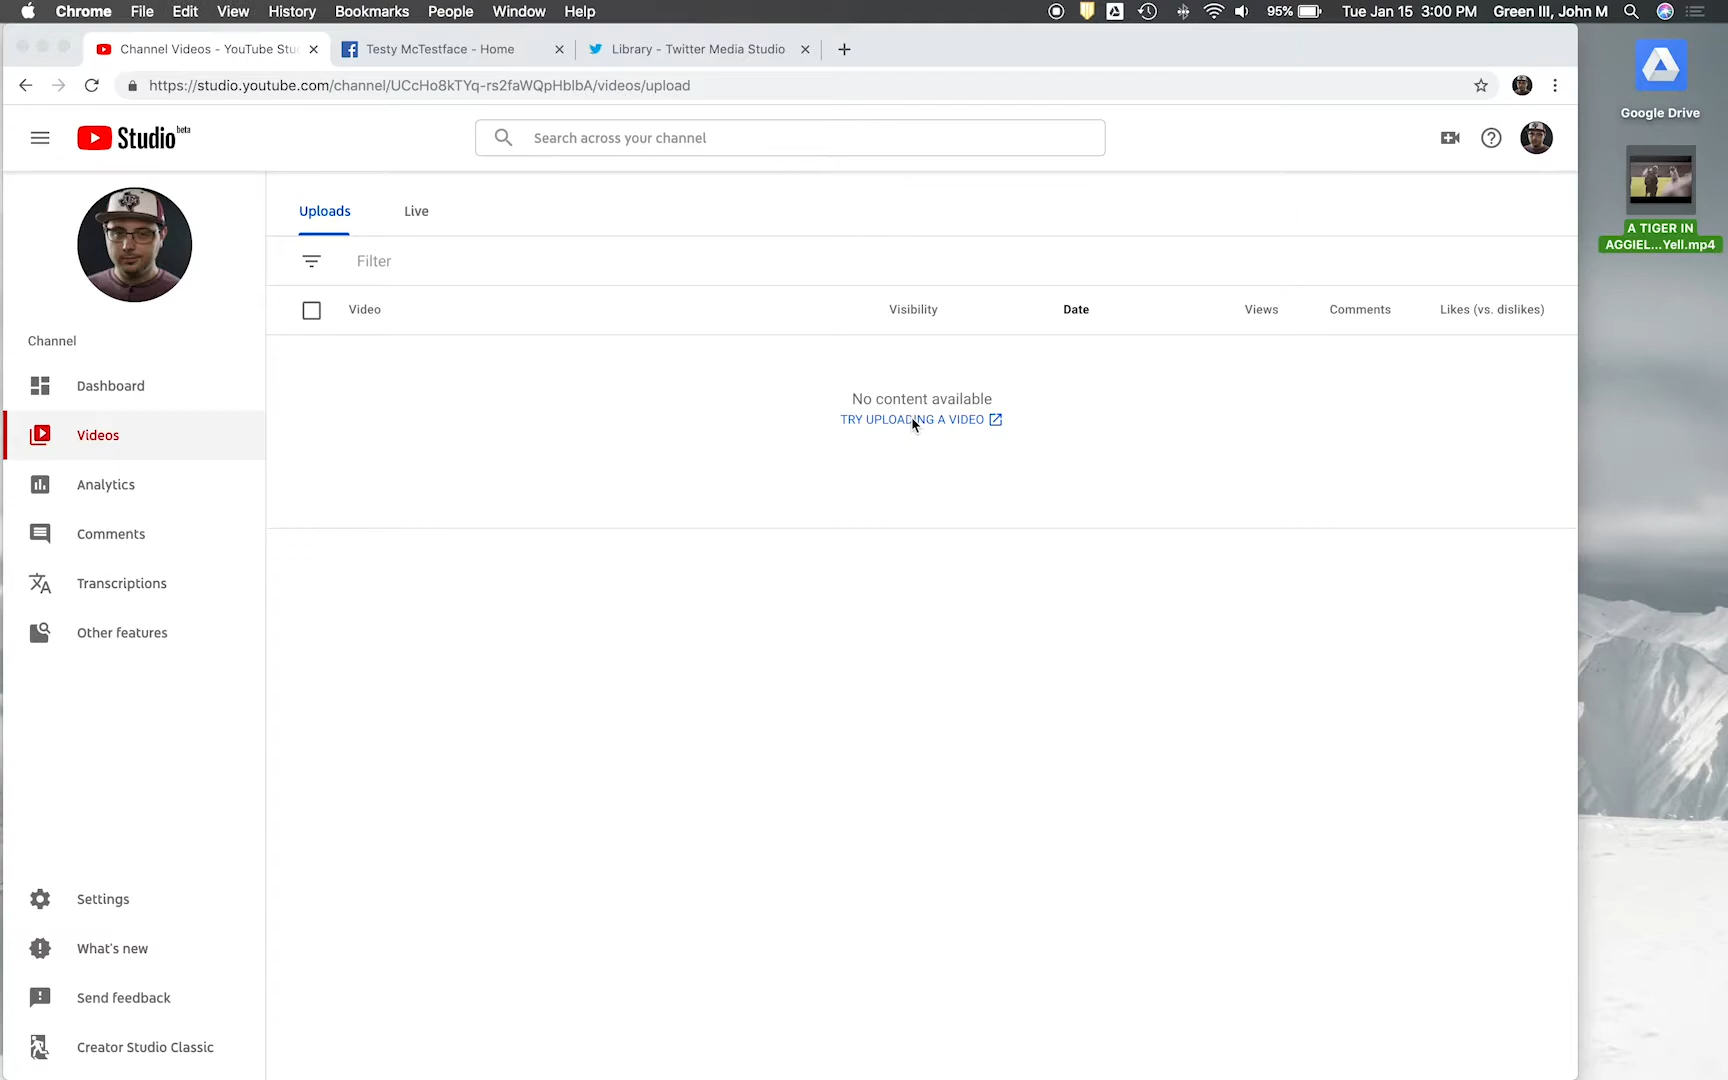 Chrome File Edit View History Bookmarks People Window Help 95% Tue Jan 15 3:00 PM Green III, John M
Channel Videos - YouTube Stu
Testy McTestface - Home
Library - Twitter Media Studio
https://studio.youtube.com/channel/UCcHo8kTYq-rs2faWQpHblbA/videos/upload
Studio beta
Search across your channel
Google Drive
A TIGER IN
AGGIEL...Yell.mp4
Uploads Live
Filter
Video Visibility Date Views Comments Likes (vs. dislikes)
No content available
TRY UPLOADING A VIDEO
Channel
Dashboard
Videos
Analytics
Comments
Transcriptions
Other features
Settings
What's new
Send feedback
Creator Studio Classic